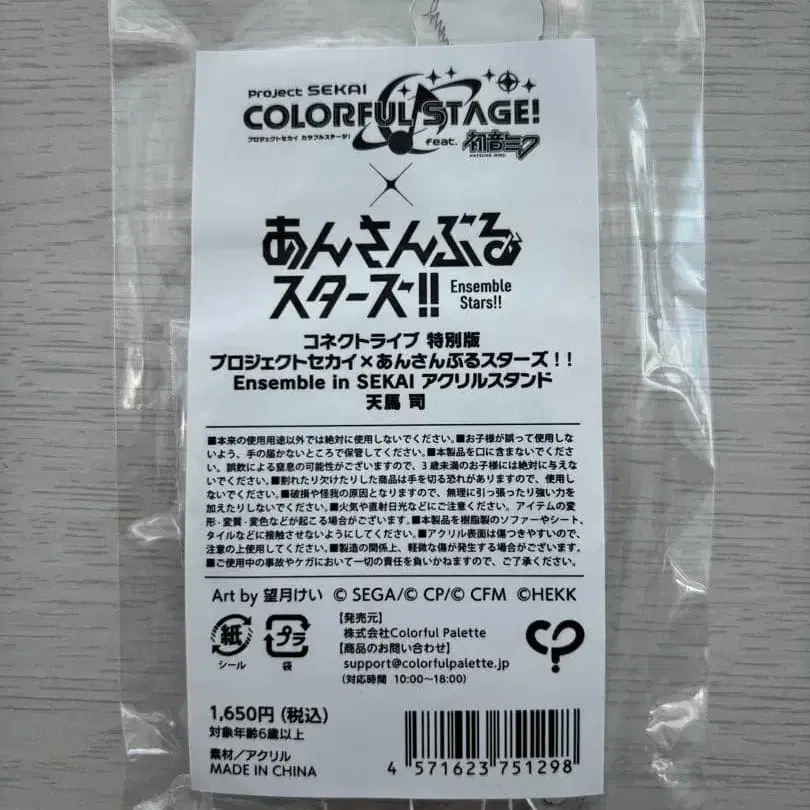 Project SEKAI
COLORFUL STAGE!
プロジェクトセカイ カラフルステージ!
feat. 初音ミク
HATSUNE MIKU
×
あんさんぶる
スターズ!!
Ensemble
Stars!!
コネクトライブ 特別版
プロジェクトセカイ×あんさんぶるスターズ!!
Ensemble in SEKAI アクリルスタンド
天馬 司
■本来の使用用途以外では絶対に使用しないでください。■お子様が誤って使用しな
いよう、手の届かないところで保管してください。■本製品を口に含まないでくださ
い。誤飲による窒息の可能性がございますので、3歳未満のお子様には絶対に与えな
いでください。■割れたり欠けたりした商品は手を切る恐れがありますので、使用し
ないでください。■破損や怪我の原因となりますので、無理に引っ張ったり強い力を
加えたりしないでください。■火気や直射日光などにご注意ください。アイテムの変
形・変質・変色などが起こる場合がございます。■本製品を樹脂製のソファーやシート、
タイルなどに接触させないようにしてください。■アクリル表面は傷つきやすいので、
注意の上使用してください。■製造の関係上、軽微な傷が発生する場合がございます。
■ご使用中の事故やケガにおいて一切の責任を負いかねますので、ご了承ください。
Art by 望月けい © SEGA/© CP/© CFM ©HEKK
紙
シール
プラ
袋
【発売元】
株式会社Colorful Palette
【商品のお問い合わせ】
support@colorfulpalette.jp
(対応時間 10:00〜18:00)
1,650円(税込)
対象年齢6歳以上
素材/アクリル
MADE IN CHINA
4 571623 751298